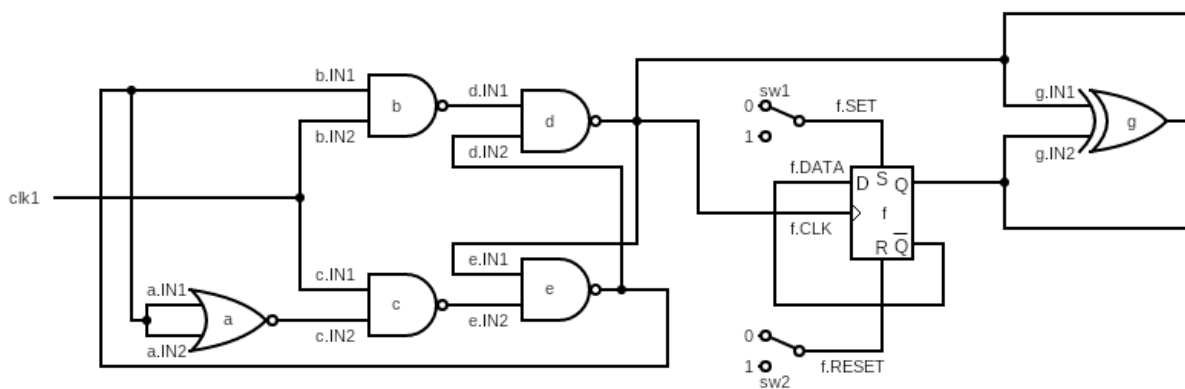 b.IN1
b.IN2
b
d.IN1
d.IN2
d
sw1
0
1
f.SET
g.IN1
g.IN2
g
clk1
f.DATA
f.CLK
D
S
Q
f
R
Q̅
c.IN1
c.IN2
c
e.IN1
e.IN2
e
a.IN1
a.IN2
a
0
1
sw2
f.RESET